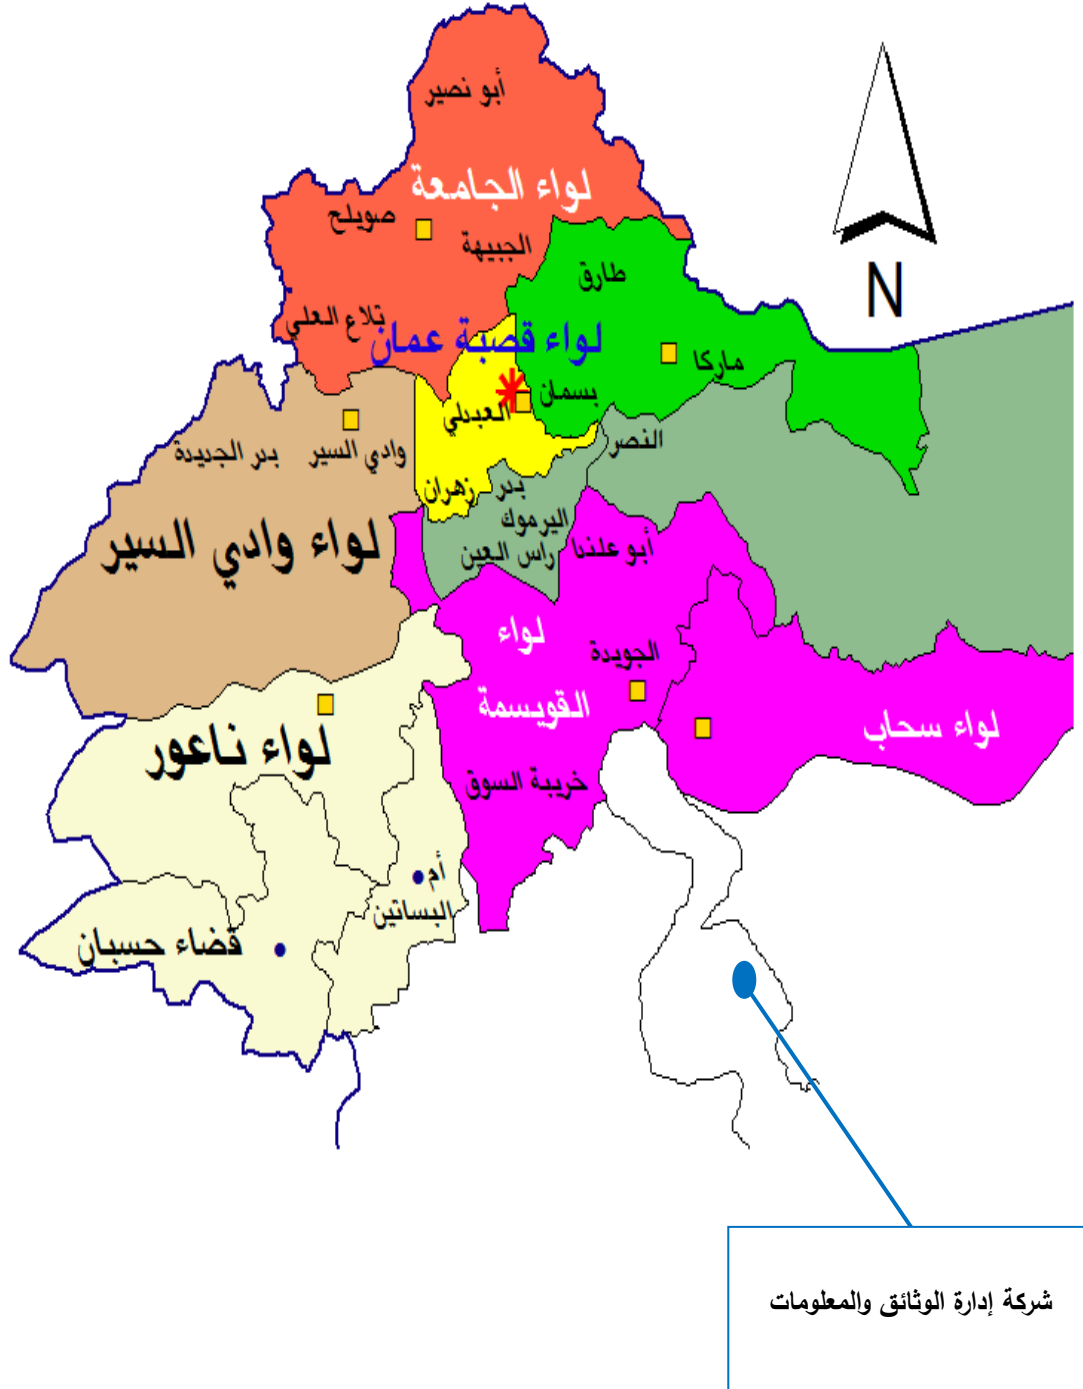 أبو نصير
لواء الجامعة
صويلح
الجبيهة
طارق
N
تلاع العلي
لواء قصبة عمان
ماركا
بسمان
العبدلي
النصر
وادي السير
بدر الجديدة
بدر
زهران
اليرموك
لواء وادي السير
راس العين
أبو علندا
لواء
الجويدة
القويسمة
لواء سحاب
لواء ناعور
خريبة السوق
أم
البساتين
قضاء حسبان
شركة إدارة الوثائق والمعلومات